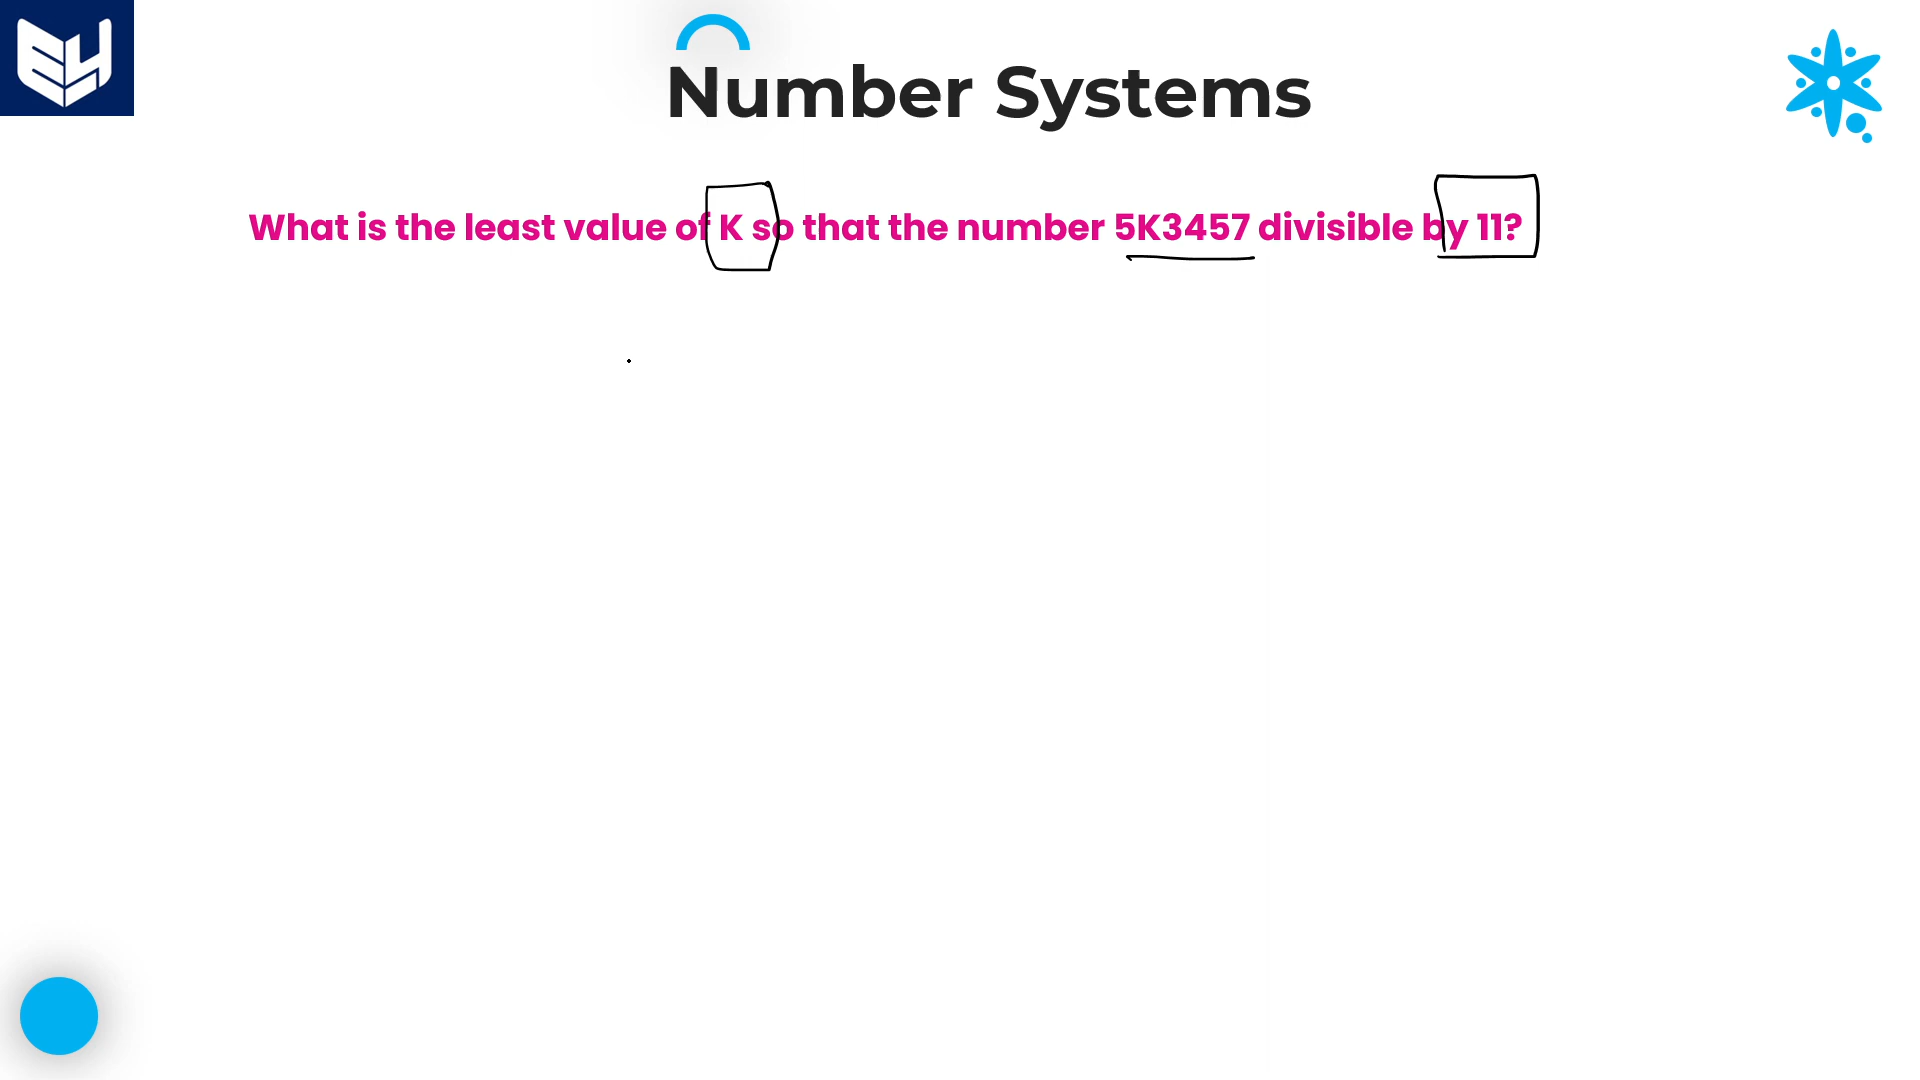 Number Systems
What is the least value of K so that the number 5K3457 divisible by 11?